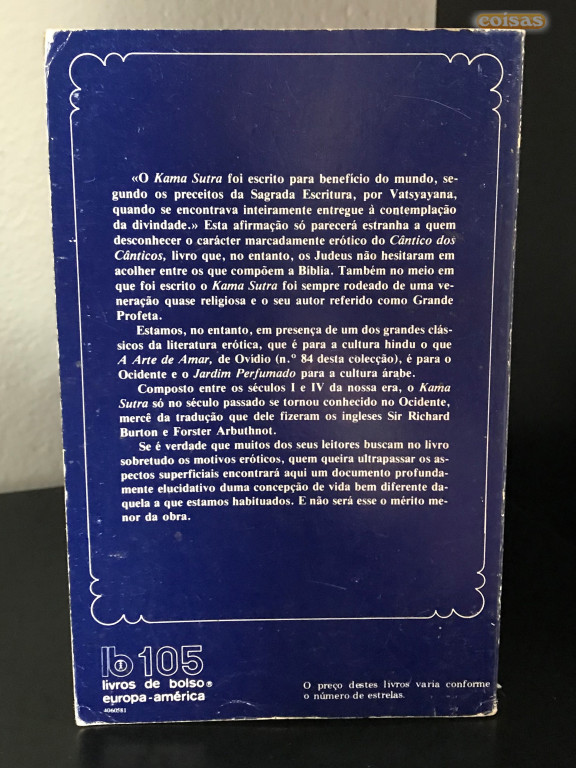 coisas
«O Kama Sutra foi escrito para benefício do mundo, se-
gundo os preceitos da Sagrada Escritura, por Vatsyayana,
quando se encontrava inteiramente entregue à contemplação
da divindade.» Esta afirmação só parecerá estranha a quem
desconhecer o carácter marcadamente erótico do Cântico dos
Cânticos, livro que, no entanto, os Judeus não hesitaram em
acolher entre os que compõem a Bíblia. Também no meio em
que foi escrito o Kama Sutra foi sempre rodeado de uma ve-
neração quase religiosa e o seu autor referido como Grande
Profeta.
Estamos, no entanto, em presença de um dos grandes clás-
sicos da literatura erótica, que é para a cultura hindu o que
A Arte de Amar, de Ovídio (n.º 84 desta colecção), é para o
Ocidente e o Jardim Perfumado para a cultura árabe.
Composto entre os séculos I e IV da nossa era, o Kama
Sutra só no século passado se tornou conhecido no Ocidente,
mercê da tradução que dele fizeram os ingleses Sir Richard
Burton e Forster Arbuthnot.
Se é verdade que muitos dos seus leitores buscam no livro
sobretudo os motivos eróticos, quem queira ultrapassar os as-
pectos superficiais encontrará aqui um documento profunda-
mente elucidativo duma concepção de vida bem diferente da-
quela a que estamos habituados. E não será esse o mérito me-
nor da obra.
lb 105
livros de bolso®
europa-américa
4060581
O preço destes livros varia conforme
o número de estrelas.